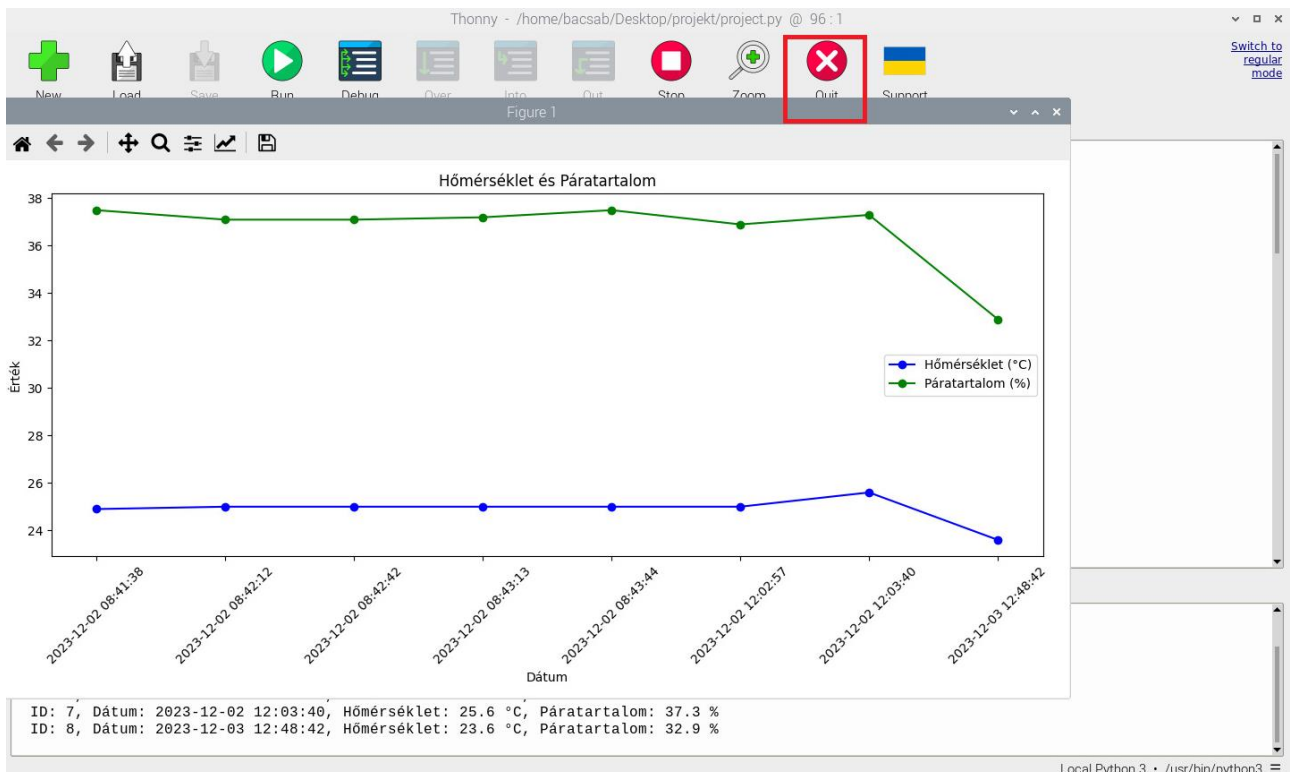 Thonny - /home/bacsab/Desktop/projekt/project.py @ 96 : 1
Switch to
regular
mode
New Load Save Run Debug Over Into Out Stop Zoom Quit Support
Figure 1
Hőmérséklet és Páratartalom
38
36
34
32
30
28
26
24
Érték
Hőmérséklet (°C)
Páratartalom (%)
2023-12-02 08:41:38
2023-12-02 08:42:12
2023-12-02 08:42:42
2023-12-02 08:43:13
2023-12-02 08:43:44
2023-12-02 12:02:57
2023-12-02 12:03:40
2023-12-03 12:48:42
Dátum
ID: 7, Dátum: 2023-12-02 12:03:40, Hőmérséklet: 25.6 °C, Páratartalom: 37.3 %
ID: 8, Dátum: 2023-12-03 12:48:42, Hőmérséklet: 23.6 °C, Páratartalom: 32.9 %
Local Python 3 • /usr/bin/python3